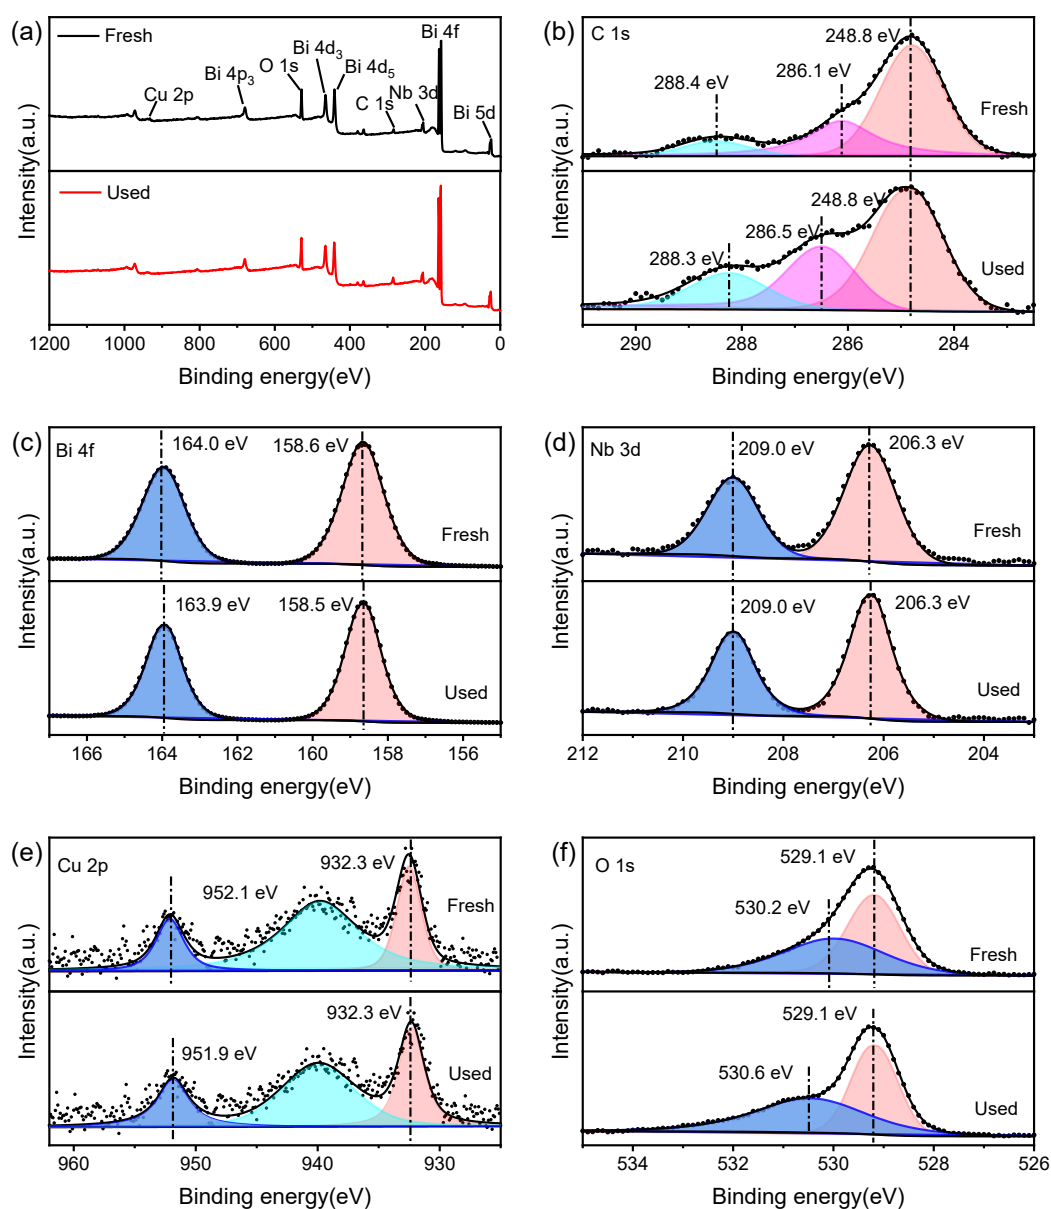 (a)
Fresh
Bi 4f
Bi 4d3
O 1s
Bi 4d5
Bi 4p3
Nb 3d
Cu 2p
C 1s
Bi 5d
Used
Intensity(a.u.)
1200 1000 800 600 400 200 0
Binding energy(eV)
(b)
C 1s
248.8 eV
286.1 eV
288.4 eV
Fresh
248.8 eV
286.5 eV
288.3 eV
Used
Intensity(a.u.)
290 288 286 284
Binding energy(eV)
(c)
Bi 4f
164.0 eV 158.6 eV
Fresh
163.9 eV 158.5 eV
Used
Intensity(a.u.)
166 164 162 160 158 156 154
Binding energy(eV)
(d)
Nb 3d
209.0 eV 206.3 eV
Fresh
209.0 eV 206.3 eV
Used
Intensity(a.u.)
212 210 208 206 204
Binding energy(eV)
(e)
Cu 2p
932.3 eV
952.1 eV
Fresh
932.3 eV
951.9 eV
Used
Intensity(a.u.)
960 950 940 930
Binding energy(eV)
(f)
O 1s
529.1 eV
530.2 eV
Fresh
529.1 eV
530.6 eV
Used
Intensity(a.u.)
534 532 530 528 526
Binding energy(eV)